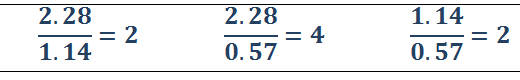 2.28/1.14 = 2    2.28/0.57 = 4    1.14/0.57 = 2